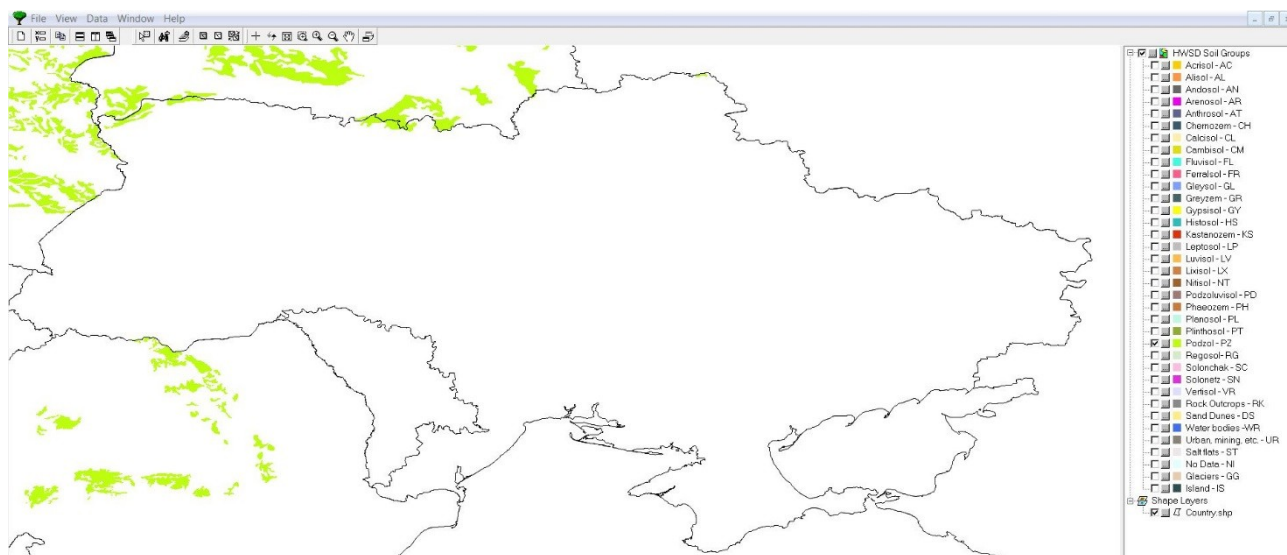 File View Data Window Help
HWSD Soil Groups
Acrisol - AC
Alisol - AL
Andosol - AN
Arenosol - AR
Anthrosol - AT
Chernozem - CH
Calcisol - CL
Cambisol - CM
Fluvisol - FL
Ferralsol - FR
Gleysol - GL
Greyzem - GR
Gypsisol - GY
Histosol - HS
Kastanozem - KS
Leptosol - LP
Luvisol - LV
Lixisol - LX
Nitisol - NT
Podzoluvisol - PD
Phaeozem - PH
Planosol - PL
Plinthosol - PT
Podzol - PZ
Regosol - RG
Solonchak - SC
Solonetz - SN
Vertisol - VR
Rock Outcrops - RK
Sand Dunes - DS
Water bodies -WR
Urban, mining, etc. - UR
Salt flats - ST
No Data - NI
Glaciers - GG
Island - IS
Shape Layers
Country.shp